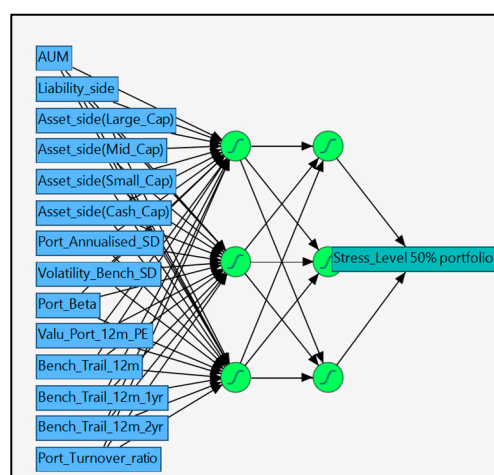 AUM
Liability_side
Asset_side(Large_Cap)
Asset_side(Mid_Cap)
Asset_side(Small_Cap)
Asset_side(Cash_Cap)
Port_Annualised_SD
Volatility_Bench_SD
Port_Beta
Valu_Port_12m_PE
Bench_Trail_12m
Bench_Trail_12m_1yr
Bench_Trail_12m_2yr
Port_Turnover_ratio
Stress_Level 50% portfolio